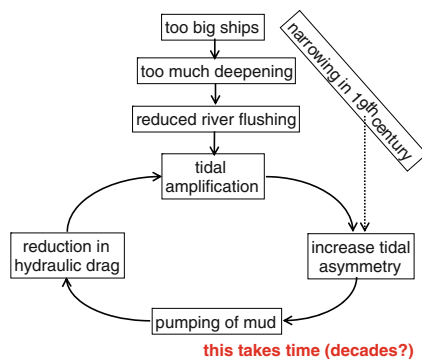 too big ships
too much deepening
reduced river flushing
narrowing in 19th century
tidal
amplification
reduction in
hydraulic drag
increase tidal
asymmetry
pumping of mud
this takes time (decades?)